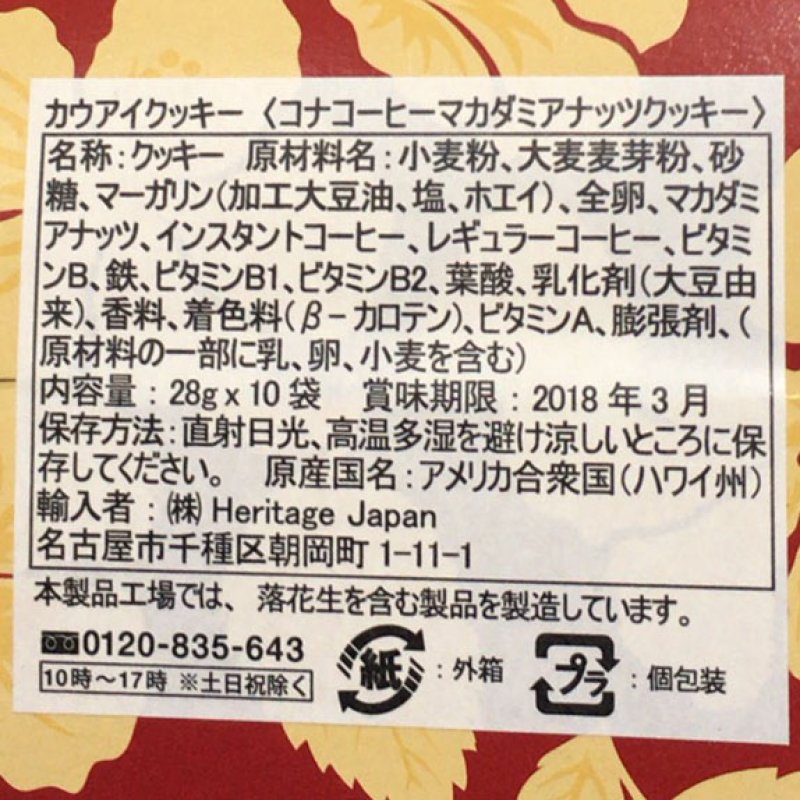 カウアイクッキー 〈コナコーヒーマカダミアナッツクッキー〉
名称：クッキー 原材料名：小麦粉、大麦麦芽粉、砂
糖、マーガリン（加工大豆油、塩、ホエイ）、全卵、マカダミ
アナッツ、インスタントコーヒー、レギュラーコーヒー、ビタミ
ンB、鉄、ビタミンB1、ビタミンB2、葉酸、乳化剤（大豆由
来）、香料、着色料（β－カロテン）、ビタミンA、膨張剤、（
原材料の一部に乳、卵、小麦を含む）
内容量：28g x 10 袋 賞味期限：2018 年 3 月
保存方法：直射日光、高温多湿を避け涼しいところに保
存してください。 原産国名：アメリカ合衆国（ハワイ州）
輸入者：㈱ Heritage Japan
名古屋市千種区朝岡町 1-11-1
本製品工場では、落花生を含む製品を製造しています。
0120-835-643
10時～17時 ※土日祝除く
紙：外箱
プラ：個包装